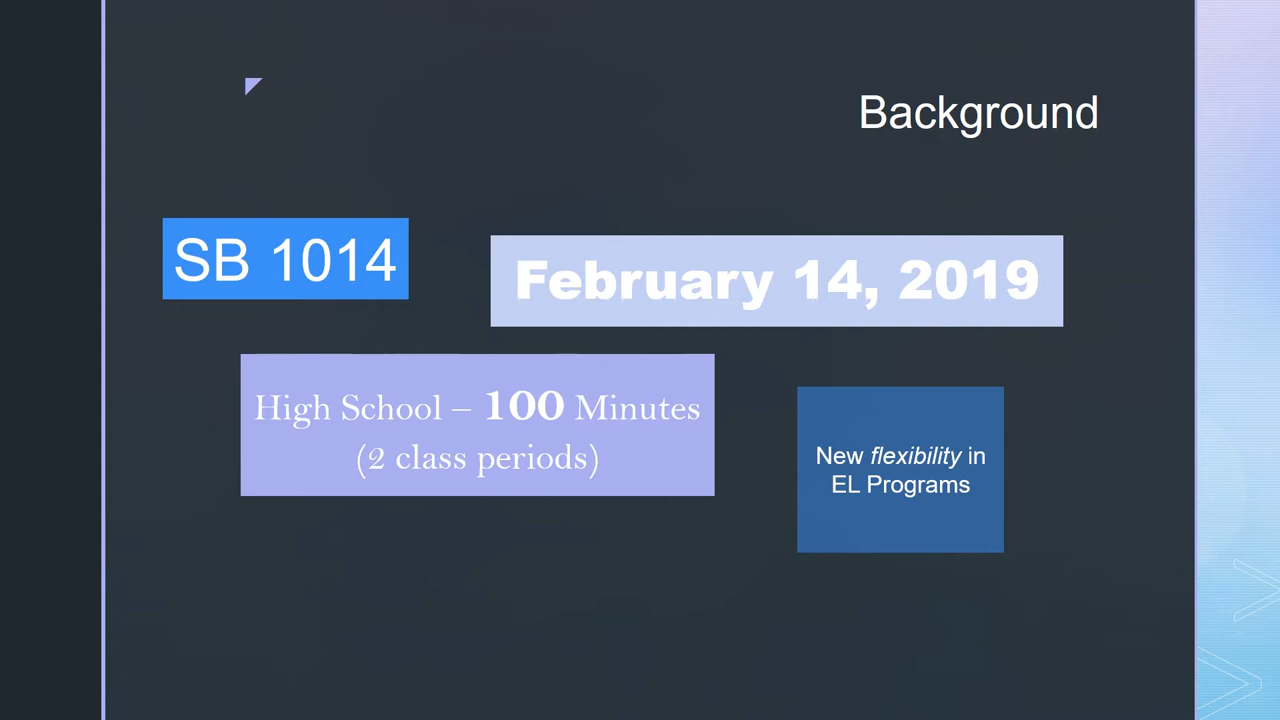 Background
SB 1014
February 14, 2019
High School – 100 Minutes
(2 class periods)
New flexibility in
EL Programs